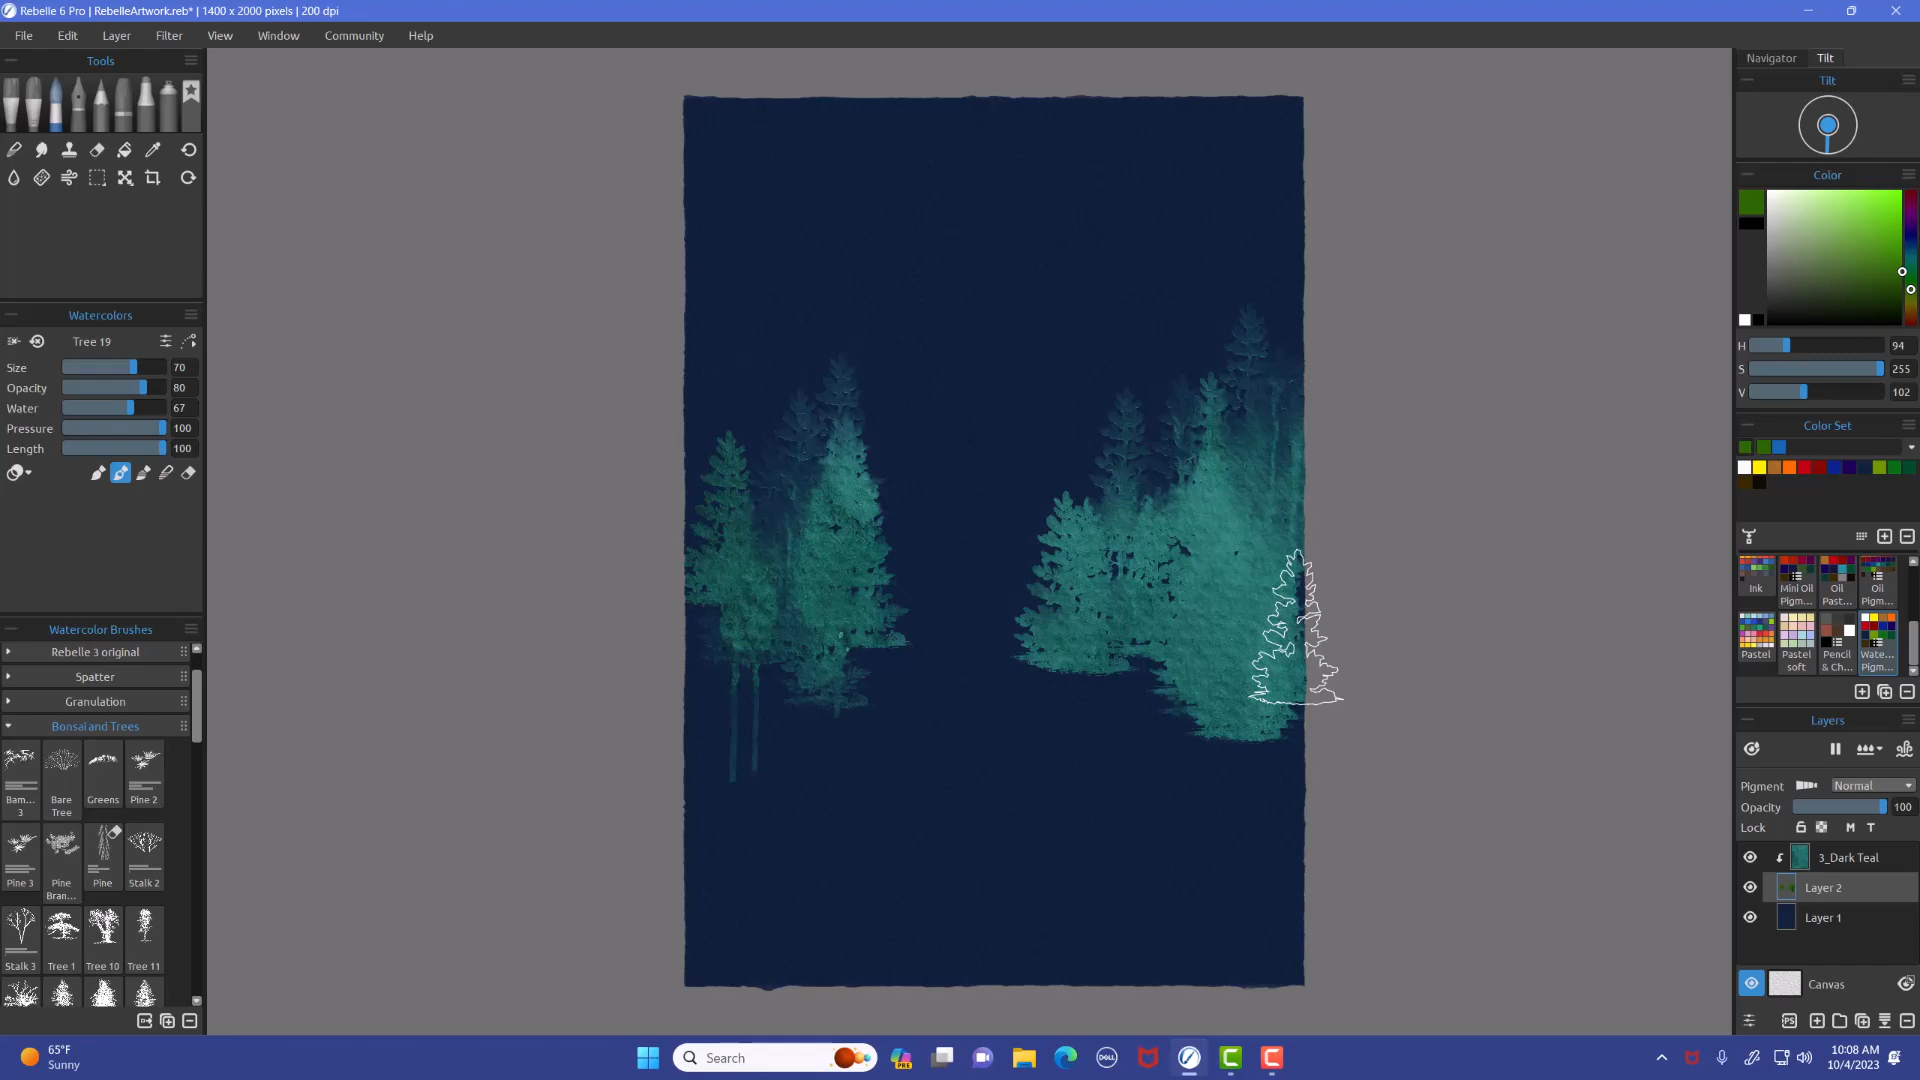 Rebelle 6 Pro | RebelleArtwork.reb* | 1400 x 2000 pixels | 200 dpi
File Edit Layer Filter View Window Community Help
Tools
Navigator Tilt
Tilt
Color
H 94
S 255
V 102
Watercolors
Tree 19
Size 70
Opacity 80
Water 67
Pressure 100
Length 100
Color Set
Ink
Mini Oil Pigm...
Oil Past...
Oil Pigm...
Pastel
Pastel soft
Pencil & Ch...
Wate... Pigm...
Watercolor Brushes
Rebelle 3 original
Spatter
Granulation
Bonsai and Trees
Bam... 3
Bare Tree
Greens
Pine 2
Pine 3
Pine Bran...
Pine
Stalk 2
Stalk 3
Tree 1
Tree 10
Tree 11
Layers
Pigment Normal
Opacity 100
Lock M T
3_Dark Teal
Layer 2
Layer 1
Canvas
PS
65°F
Sunny
Search
PRE
DELL
10:08 AM
10/4/2023